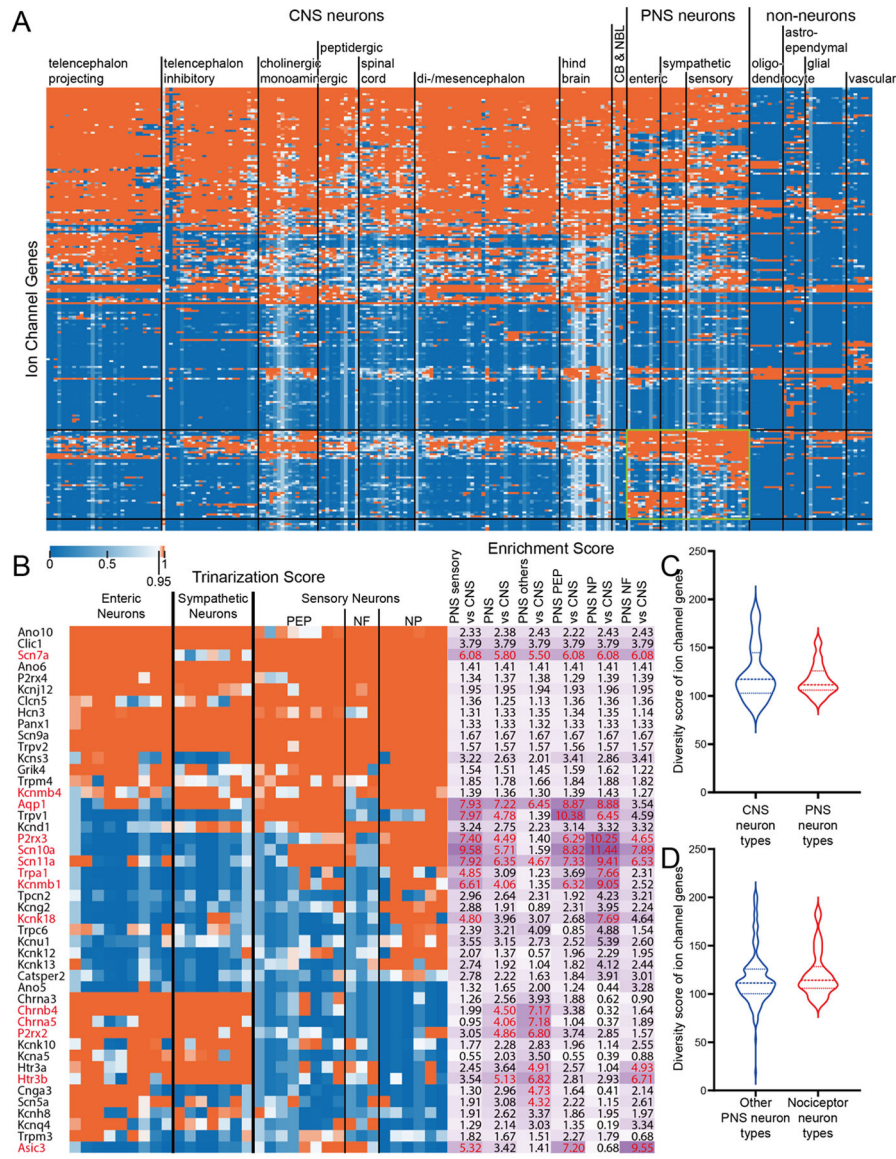 A
CNS neurons
PNS neurons
non-neurons
telencephalon projecting
telencephalon inhibitory
cholinergic monoaminergic
peptidergic
spinal cord
di-/mesencephalon
hind brain
CB & NBL
enteric
sympathetic
sensory
oligo-dendrocyte
astro-ependymal
glial
vascular
Ion Channel Genes
B
0 0.5 1
0.95
Trinarization Score
Enrichment Score
Enteric Neurons
Sympathetic Neurons
Sensory Neurons
PEP NF NP
PNS sensory vs CNS
PNS vs CNS
PNS others vs CNS
PNS PEP vs CNS
PNS NP vs CNS
PNS NF vs CNS
Ano10 2.33 2.38 2.43 2.22 2.43 2.43
Clic1 3.79 3.79 3.79 3.79 3.79 3.79
Scn7a 6.08 5.80 5.50 6.08 6.08 6.08
Ano6 1.41 1.41 1.41 1.41 1.41 1.41
P2rx4 1.34 1.37 1.38 1.29 1.39 1.39
Kcnj12 1.95 1.95 1.94 1.93 1.96 1.95
Clcn5 1.36 1.25 1.13 1.36 1.36 1.36
Hcn3 1.31 1.33 1.35 1.34 1.35 1.14
Panx1 1.33 1.33 1.32 1.33 1.33 1.33
Scn9a 1.67 1.67 1.67 1.67 1.67 1.67
Trpv2 1.57 1.57 1.57 1.56 1.57 1.57
Kcns3 3.22 2.63 2.01 3.41 2.86 3.41
Grik4 1.54 1.51 1.45 1.59 1.62 1.22
Trpm4 1.85 1.78 1.66 1.84 1.88 1.82
Kcnmb4 1.39 1.36 1.30 1.39 1.43 1.27
Aqp1 7.93 7.22 6.45 8.87 8.88 3.54
Trpv1 7.97 4.78 1.39 10.38 6.45 4.59
Kcnd1 3.24 2.75 2.23 3.14 3.32 3.32
P2rx3 7.40 4.49 1.40 6.29 10.25 4.65
Scn10a 9.58 5.71 1.59 8.82 11.44 7.89
Scn11a 7.92 6.35 4.67 7.33 9.41 6.53
Trpa1 4.85 3.09 1.23 3.69 7.66 2.31
Kcnmb1 6.61 4.06 1.35 6.32 9.05 2.52
Tpcn2 2.96 2.64 2.31 1.92 4.23 2.91
Kcng2 2.88 1.91 0.89 2.31 3.95 2.24
Kcnk18 4.80 3.96 3.07 2.68 7.69 4.64
Trpc6 2.39 3.21 4.09 0.85 4.88 1.54
Kcnu1 3.55 3.15 2.73 2.52 5.39 2.60
Kcnk12 2.07 1.37 0.57 1.96 2.29 1.95
Kcnk13 2.74 1.92 1.04 1.82 4.12 2.44
Catsper2 2.78 2.22 1.63 1.84 3.91 3.01
Ano5 1.32 1.65 2.00 1.24 0.44 3.28
Chrna3 1.26 2.56 3.93 1.88 0.62 0.90
Chrnb4 1.99 4.50 7.17 3.38 0.32 1.64
Chrna5 0.95 4.06 7.18 1.04 0.37 1.89
P2rx2 3.05 4.86 6.80 3.74 2.85 1.57
Kcnk10 1.77 2.28 2.83 1.96 1.14 2.55
Kcna5 0.55 2.03 3.50 0.55 0.39 0.88
Htr3a 2.45 3.64 4.91 2.57 1.04 4.93
Htr3b 3.54 5.13 6.82 2.81 2.93 6.71
Cnga3 1.30 2.96 4.73 1.64 0.41 2.14
Scn5a 1.91 3.08 4.32 2.22 1.15 2.61
Kcnh8 1.91 2.62 3.37 1.86 1.95 1.97
Kcnq4 1.29 2.14 3.03 1.35 0.19 3.34
Trpm3 1.82 1.67 1.51 2.27 1.79 0.68
Asic3 5.32 3.42 1.41 7.20 0.68 9.55
C
Diversity score of ion channel genes
250
200
150
100
50
0
CNS neuron types
PNS neuron types
D
Diversity score of ion channel genes
250
200
150
100
50
0
Other PNS neuron types
Nociceptor neuron types